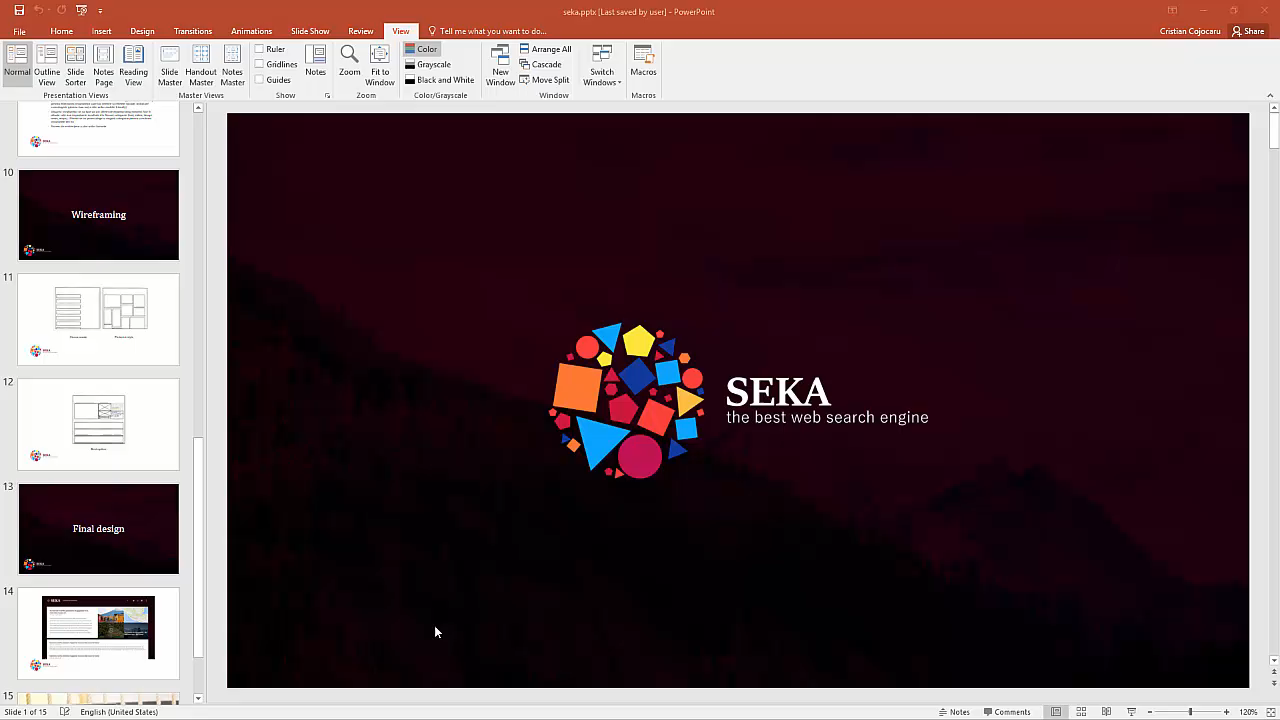 seka.pptx [Last saved by user] - PowerPoint
File Home Insert Design Transitions Animations Slide Show Review View Tell me what you want to do... Cristian Cojocaru Share
Normal
Outline View
Slide Sorter
Notes Page
Reading View
Presentation Views
Slide Master
Handout Master
Notes Master
Master Views
Ruler
Gridlines
Guides
Notes
Show
Zoom
Fit to Window
Zoom
Color
Grayscale
Black and White
Color/Grayscale
New Window
Arrange All
Cascade
Move Split
Switch Windows
Window
Macros
Macros
10
Wireframing
11
12
13
Final design
14
SEKA
15
SEKA
the best web search engine
Slide 1 of 15 English (United States) Notes Comments 120%